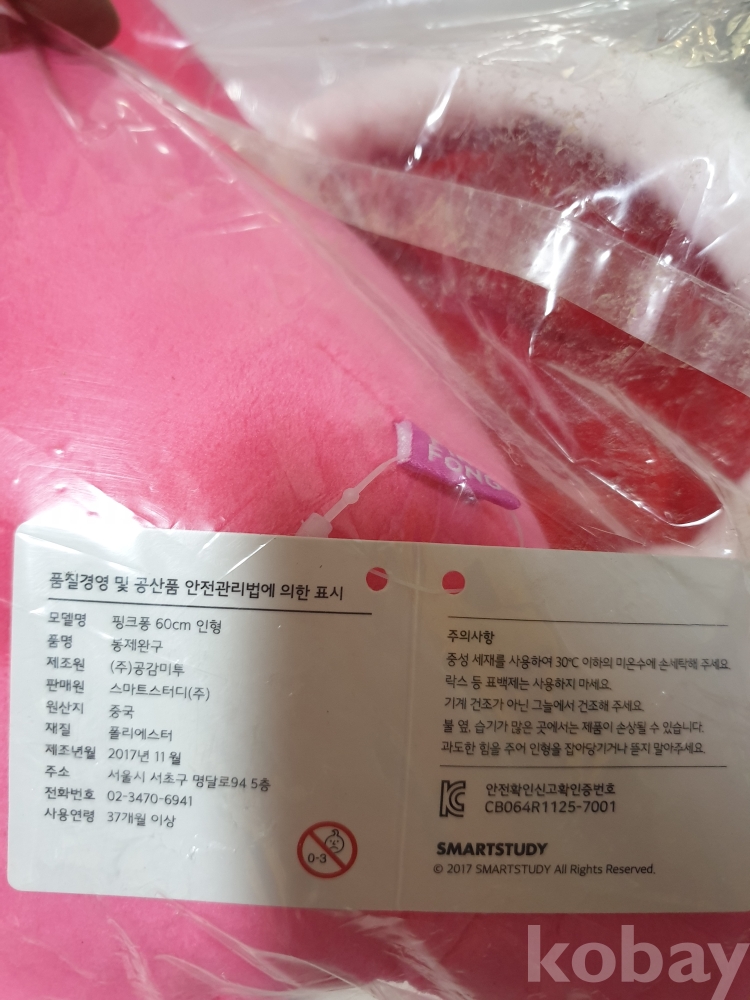 FONG
품질경영 및 공산품 안전관리법에 의한 표시
모델명 핑크퐁 60cm 인형
품명 봉제완구
제조원 (주)공감미투
판매원 스마트스터디(주)
원산지 중국
재질 폴리에스터
제조년월 2017년 11월
주소 서울시 서초구 명달로94 5층
전화번호 02-3470-6941
사용연령 37개월 이상
0-3
주의사항
중성 세재를 사용하여 30℃ 이하의 미온수에 손세탁해 주세요.
락스 등 표백제는 사용하지 마세요.
기계 건조가 아닌 그늘에서 건조해 주세요.
불 옆, 습기가 많은 곳에서는 제품이 손상될 수 있습니다.
과도한 힘을 주어 인형을 잡아당기거나 뜯지 말아주세요.
안전확인신고확인증번호
CB064R1125-7001
SMARTSTUDY
© 2017 SMARTSTUDY All Rights Reserved.
kobay